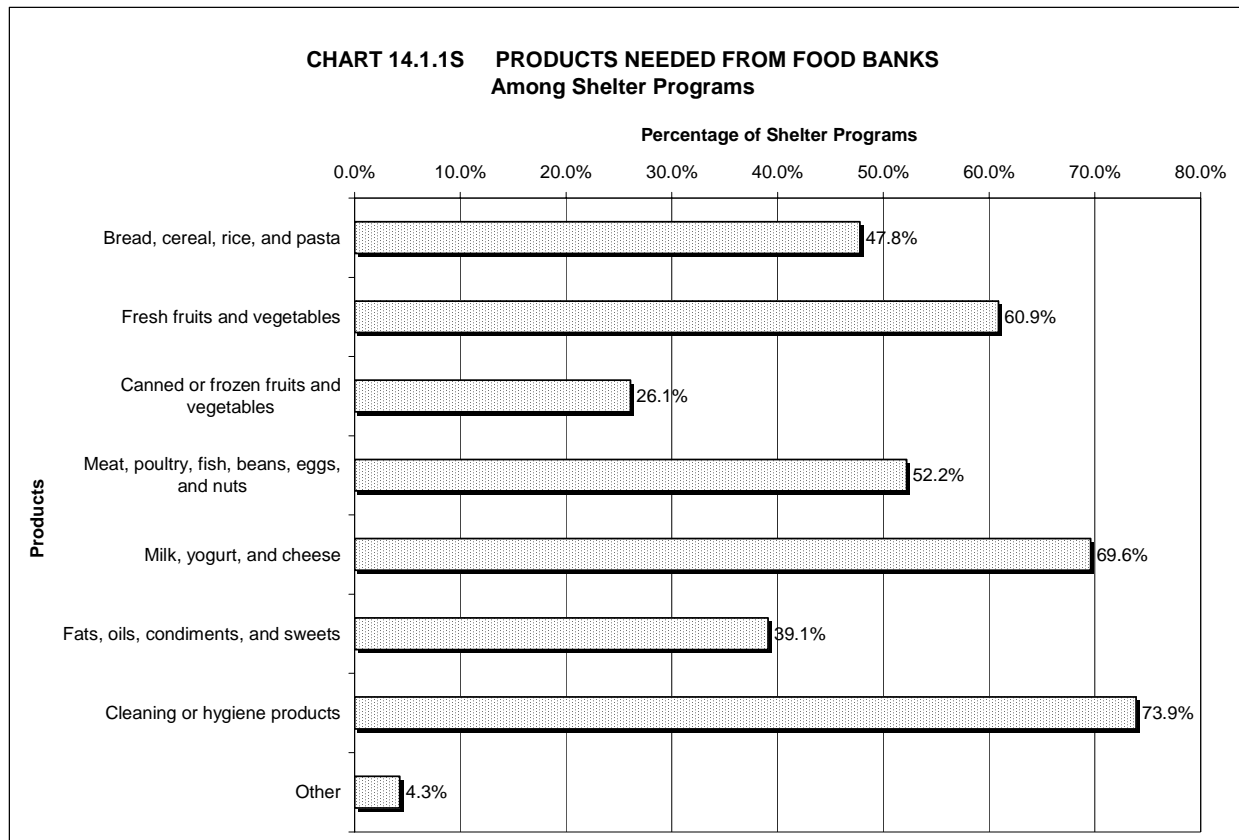 CHART 14.1.1S PRODUCTS NEEDED FROM FOOD BANKS
Among Shelter Programs
Percentage of Shelter Programs
0.0% 10.0% 20.0% 30.0% 40.0% 50.0% 60.0% 70.0% 80.0%
Products
Bread, cereal, rice, and pasta 47.8%
Fresh fruits and vegetables 60.9%
Canned or frozen fruits and
vegetables 26.1%
Meat, poultry, fish, beans, eggs,
and nuts 52.2%
Milk, yogurt, and cheese 69.6%
Fats, oils, condiments, and sweets 39.1%
Cleaning or hygiene products 73.9%
Other 4.3%